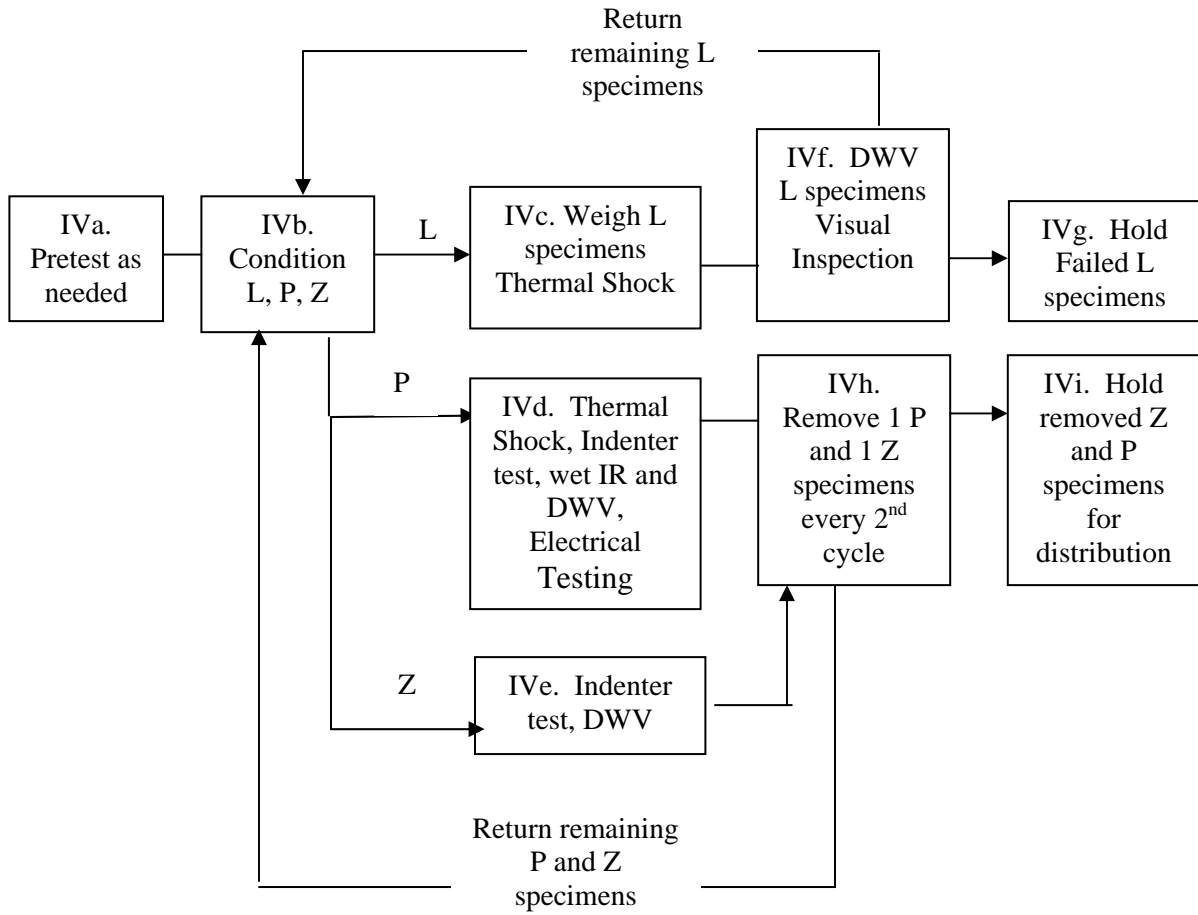 Return
remaining L
specimens
IVa.
Pretest as
needed
IVb.
Condition
L, P, Z
L
IVc. Weigh L
specimens
Thermal Shock
IVf. DWV
L specimens
Visual
Inspection
IVg. Hold
Failed L
specimens
P
IVd. Thermal
Shock, Indenter
test, wet IR and
DWV,
Electrical
Testing
IVh.
Remove 1 P
and 1 Z
specimens
every 2nd
cycle
IVi. Hold
removed Z
and P
specimens
for
distribution
Z
IVe. Indenter
test, DWV
Return remaining
P and Z
specimens